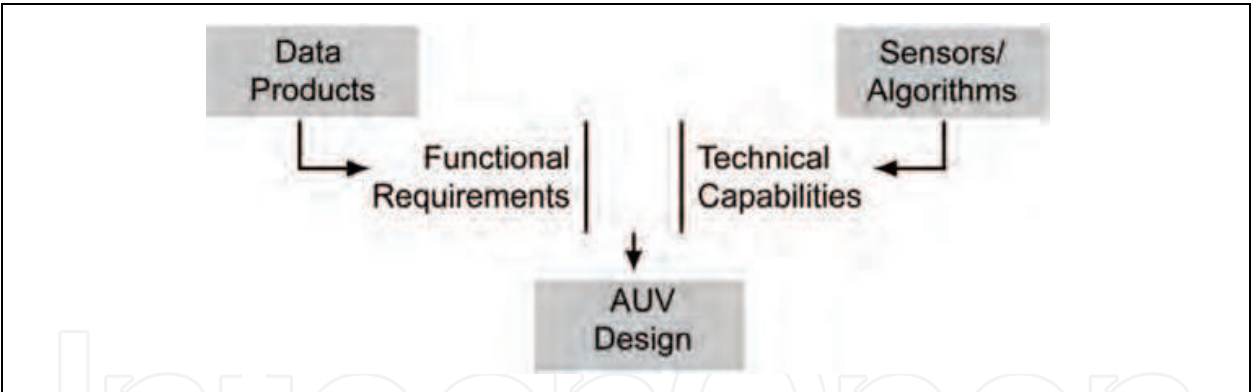 Data
Products
Sensors/
Algorithms
Functional
Requirements
Technical
Capabilities
AUV
Design